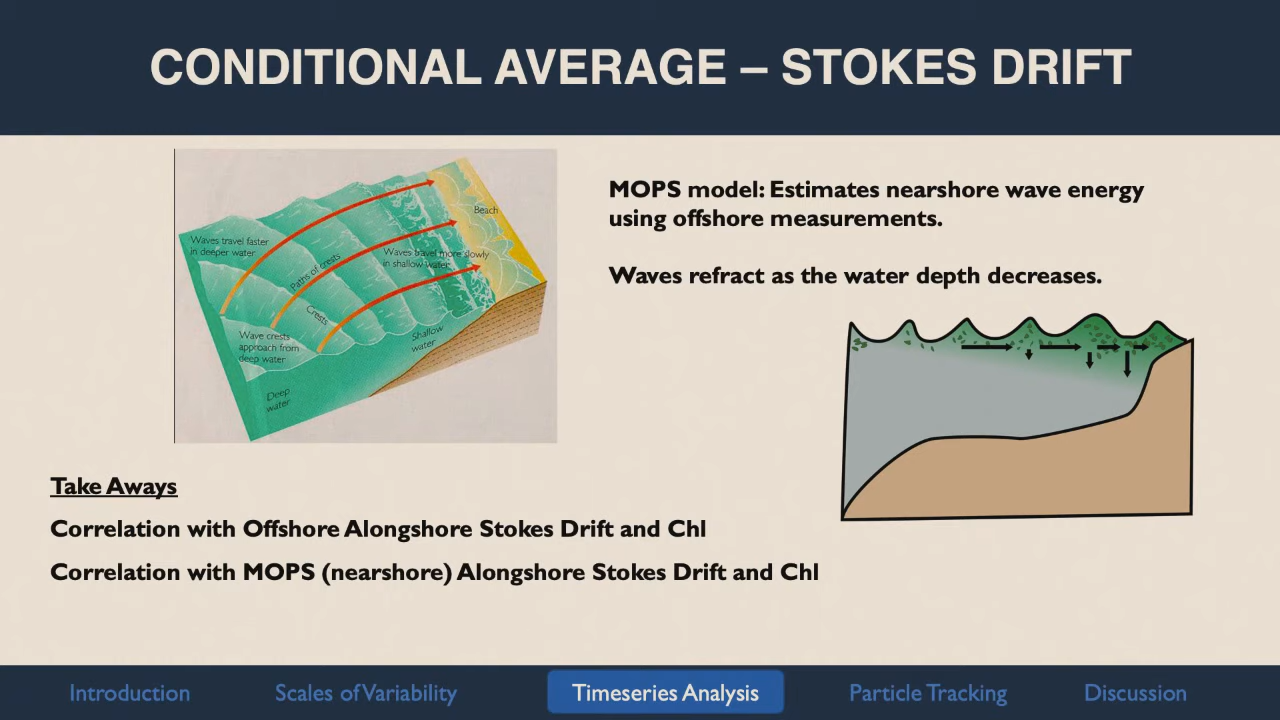 CONDITIONAL AVERAGE – STOKES DRIFT
Waves travel faster
in deeper water
Paths of crests
Crests
Wave crests
approach from
deep water
Deep
water
Shallow
water
Waves travel more slowly
in shallow water
Beach
MOPS model: Estimates nearshore wave energy
using offshore measurements.
Waves refract as the water depth decreases.
Take Aways
Correlation with Offshore Alongshore Stokes Drift and Chl
Correlation with MOPS (nearshore) Alongshore Stokes Drift and Chl
Introduction
Scales of Variability
Timeseries Analysis
Particle Tracking
Discussion